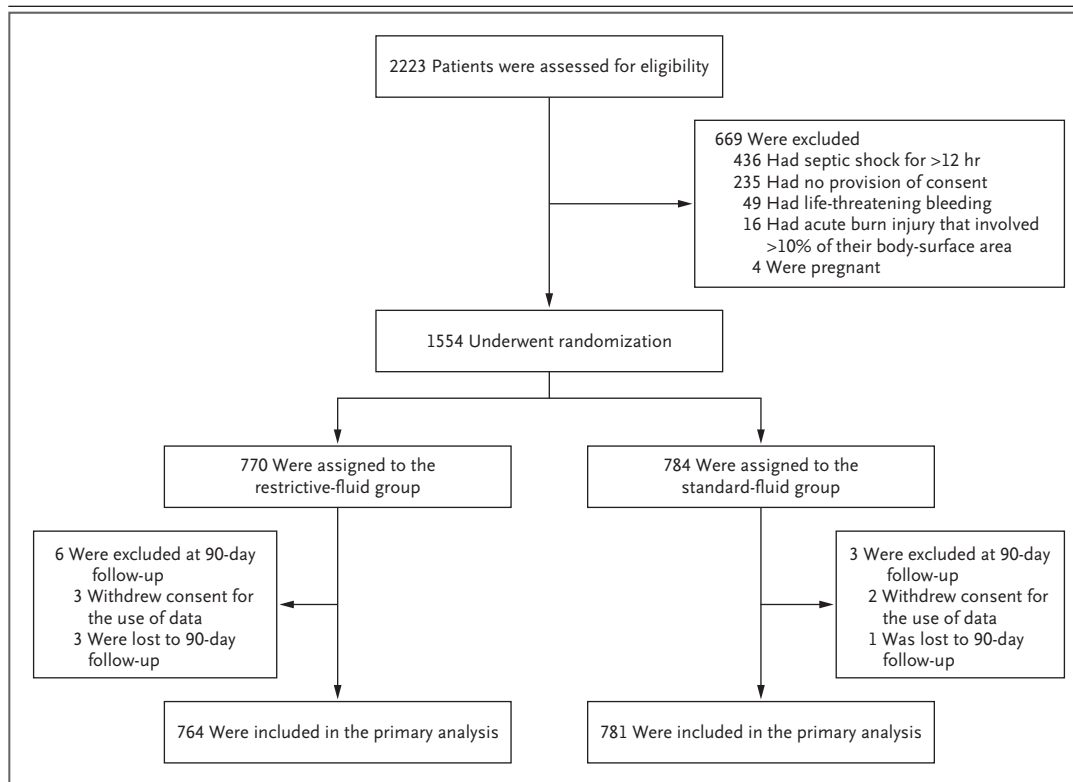 2223 Patients were assessed for eligibility
669 Were excluded
436 Had septic shock for >12 hr
235 Had no provision of consent
49 Had life-threatening bleeding
16 Had acute burn injury that involved
>10% of their body-surface area
4 Were pregnant
1554 Underwent randomization
770 Were assigned to the
restrictive-fluid group
784 Were assigned to the
standard-fluid group
6 Were excluded at 90-day
follow-up
3 Withdrew consent for
the use of data
3 Were lost to 90-day
follow-up
3 Were excluded at 90-day
follow-up
2 Withdrew consent for
the use of data
1 Was lost to 90-day
follow-up
764 Were included in the primary analysis
781 Were included in the primary analysis